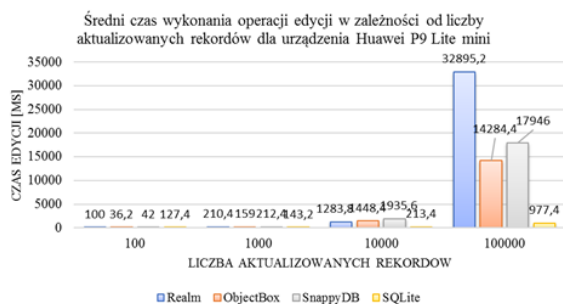 Średni czas wykonania operacji edycji w zależności od liczby
aktualizowanych rekordów dla urządzenia Huawei P9 Lite mini
CZAS EDYCJI [MS]
35000
30000
25000
20000
15000
10000
5000
0
100 36,2 42 127,4
210,4 159 212,4 143,2
1283,8 1448,4 1935,6 213,4
32895,2 14284,4 17946 977,4
100 1000 10000 100000
LICZBA AKTUALIZOWANYCH REKORDOW
Realm ObjectBox SnappyDB SQLite